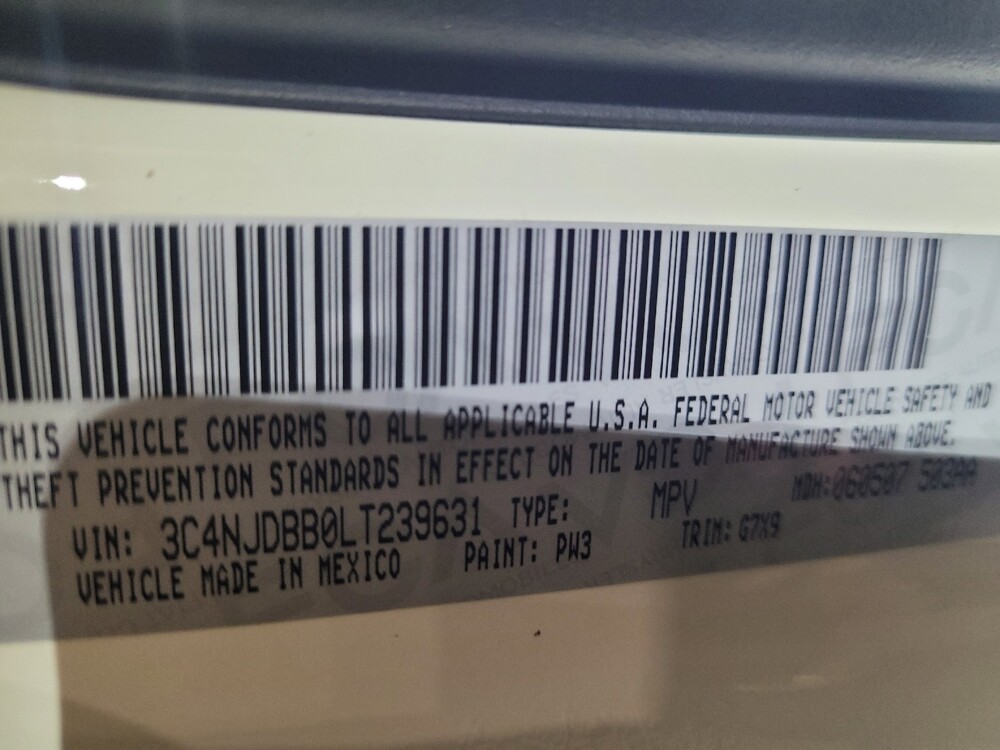 THIS VEHICLE CONFORMS TO ALL APPLICABLE U.S.A. FEDERAL MOTOR VEHICLE SAFETY AND
THEFT PREVENTION STANDARDS IN EFFECT ON THE DATE OF MANUFACTURE SHOWN ABOVE.
VIN: 3C4NJDBB0LT239631 TYPE: MPV MDH:060507 503AA
VEHICLE MADE IN MEXICO PAINT: PW3 TRIM: G7X9